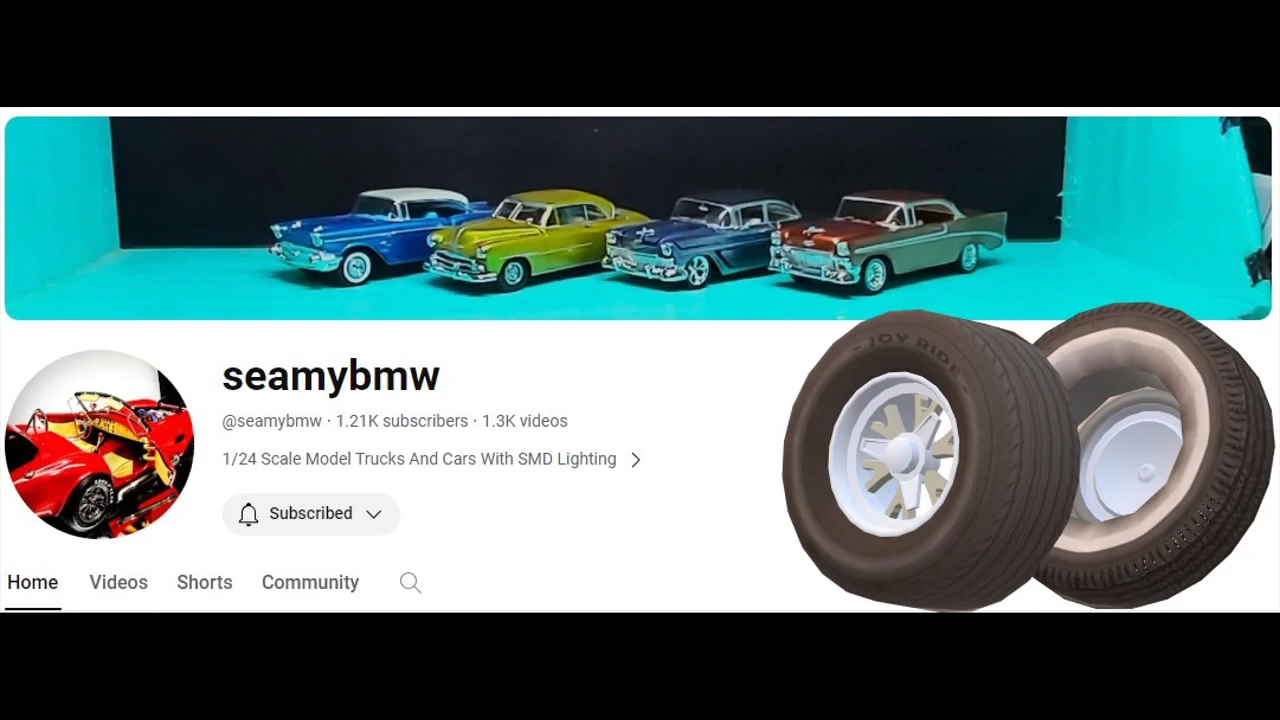 JOY RIDE
seamybmw
@seamybmw · 1.21K subscribers · 1.3K videos
1/24 Scale Model Trucks And Cars With SMD Lighting
Subscribed
Home Videos Shorts Community